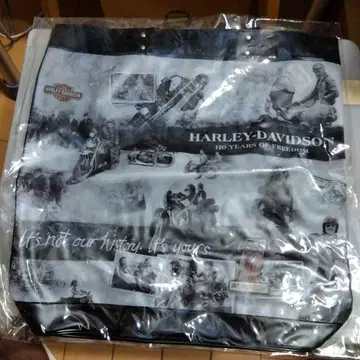 HARLEY-DAVIDSON
110 YEARS OF FREEDOM
It's not our history. It's yours.